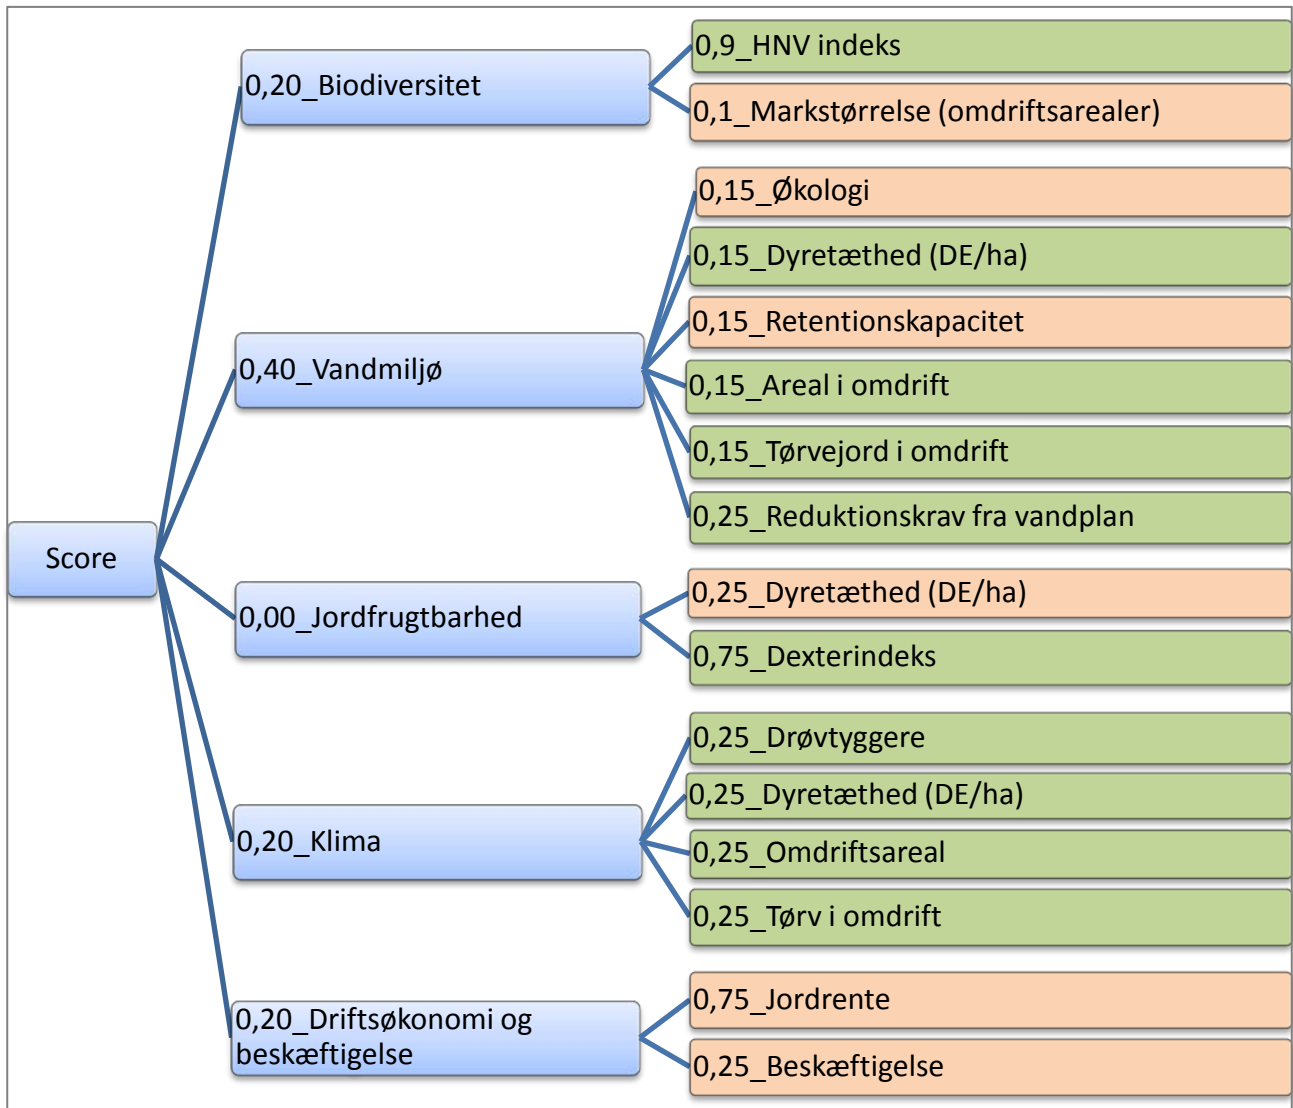 Score
0,20_Biodiversitet
0,9_HNV indeks
0,1_Markstørrelse (omdriftsarealer)
0,40_Vandmiljø
0,15_Økologi
0,15_Dyretæthed (DE/ha)
0,15_Retentionskapacitet
0,15_Areal i omdrift
0,15_Tørvejord i omdrift
0,25_Reduktionskrav fra vandplan
0,00_Jordfrugtbarhed
0,25_Dyretæthed (DE/ha)
0,75_Dexterindeks
0,20_Klima
0,25_Drøvtyggere
0,25_Dyretæthed (DE/ha)
0,25_Omdriftsareal
0,25_Tørv i omdrift
0,20_Driftsøkonomi og
beskæftigelse
0,75_Jordrente
0,25_Beskæftigelse